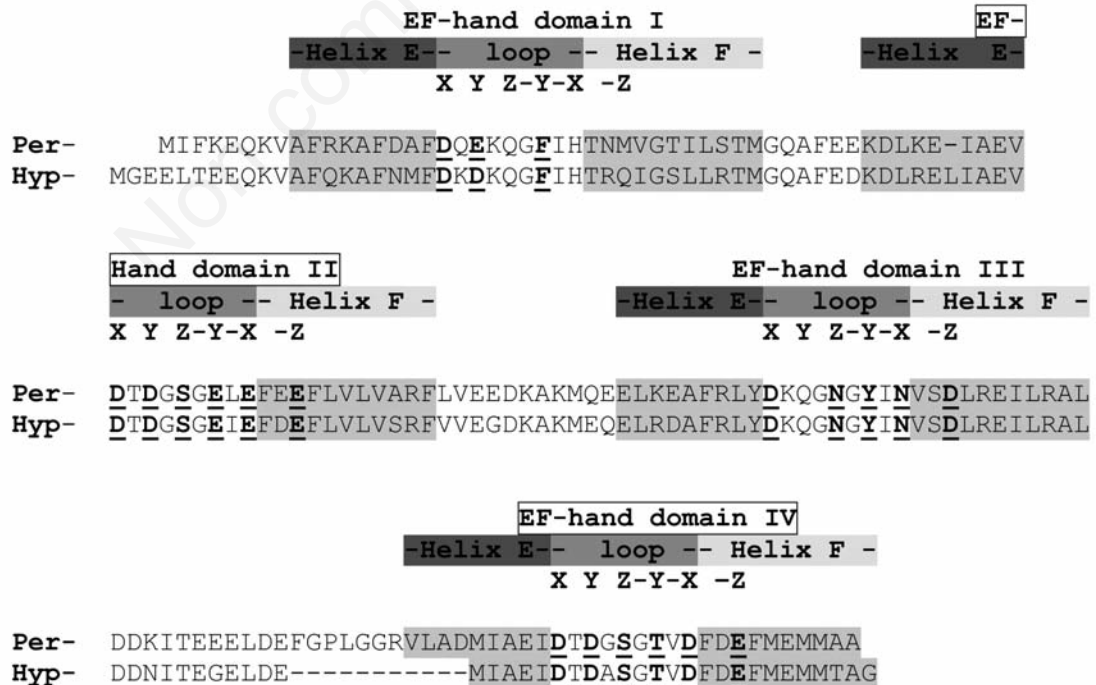 EF-hand domain I EF-
-Helix E-- loop -- Helix F - -Helix E-
X Y Z-Y-X -Z
Per- MIFKEQKVAFRKAFDAFDQEKQGFIHTNMVGTILSTMGQAFEEKDLKE-IAEV
Hyp- MGEELTEEQKVAFQKAFNMFDKDKQGFIHTRQIGSLLRTMGQAFEDKDLRELIAEV
Hand domain II EF-hand domain III
- loop -- Helix F - -Helix E-- loop -- Helix F -
X Y Z-Y-X -Z X Y Z-Y-X -Z
Per- DTDGSGELEFEEFLVLVARFLVEEDKAKMQEELKEAFRLYDKQGNGYINVSDLREILRAL
Hyp- DTDGSGEIEFDEFLVLVSRFVVEGDKAKMEQELRDAFRLYDKQGNGYINVSDLREILRAL
EF-hand domain IV
-Helix E-- loop -- Helix F -
X Y Z-Y-X -Z
Per- DDKITEEELDEFGPLGGRVLADMIAEIDTDGSGTVDFDEFMEMMAA
Hyp- DDNITEGELDE-----------MIAEIDTDASGTVDFDEFMEMMTAG
Non com